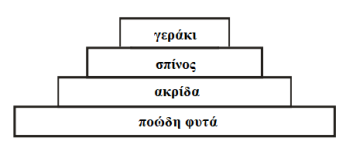 γεράκι
σπίνος
ακρίδα
ποώδη φυτά